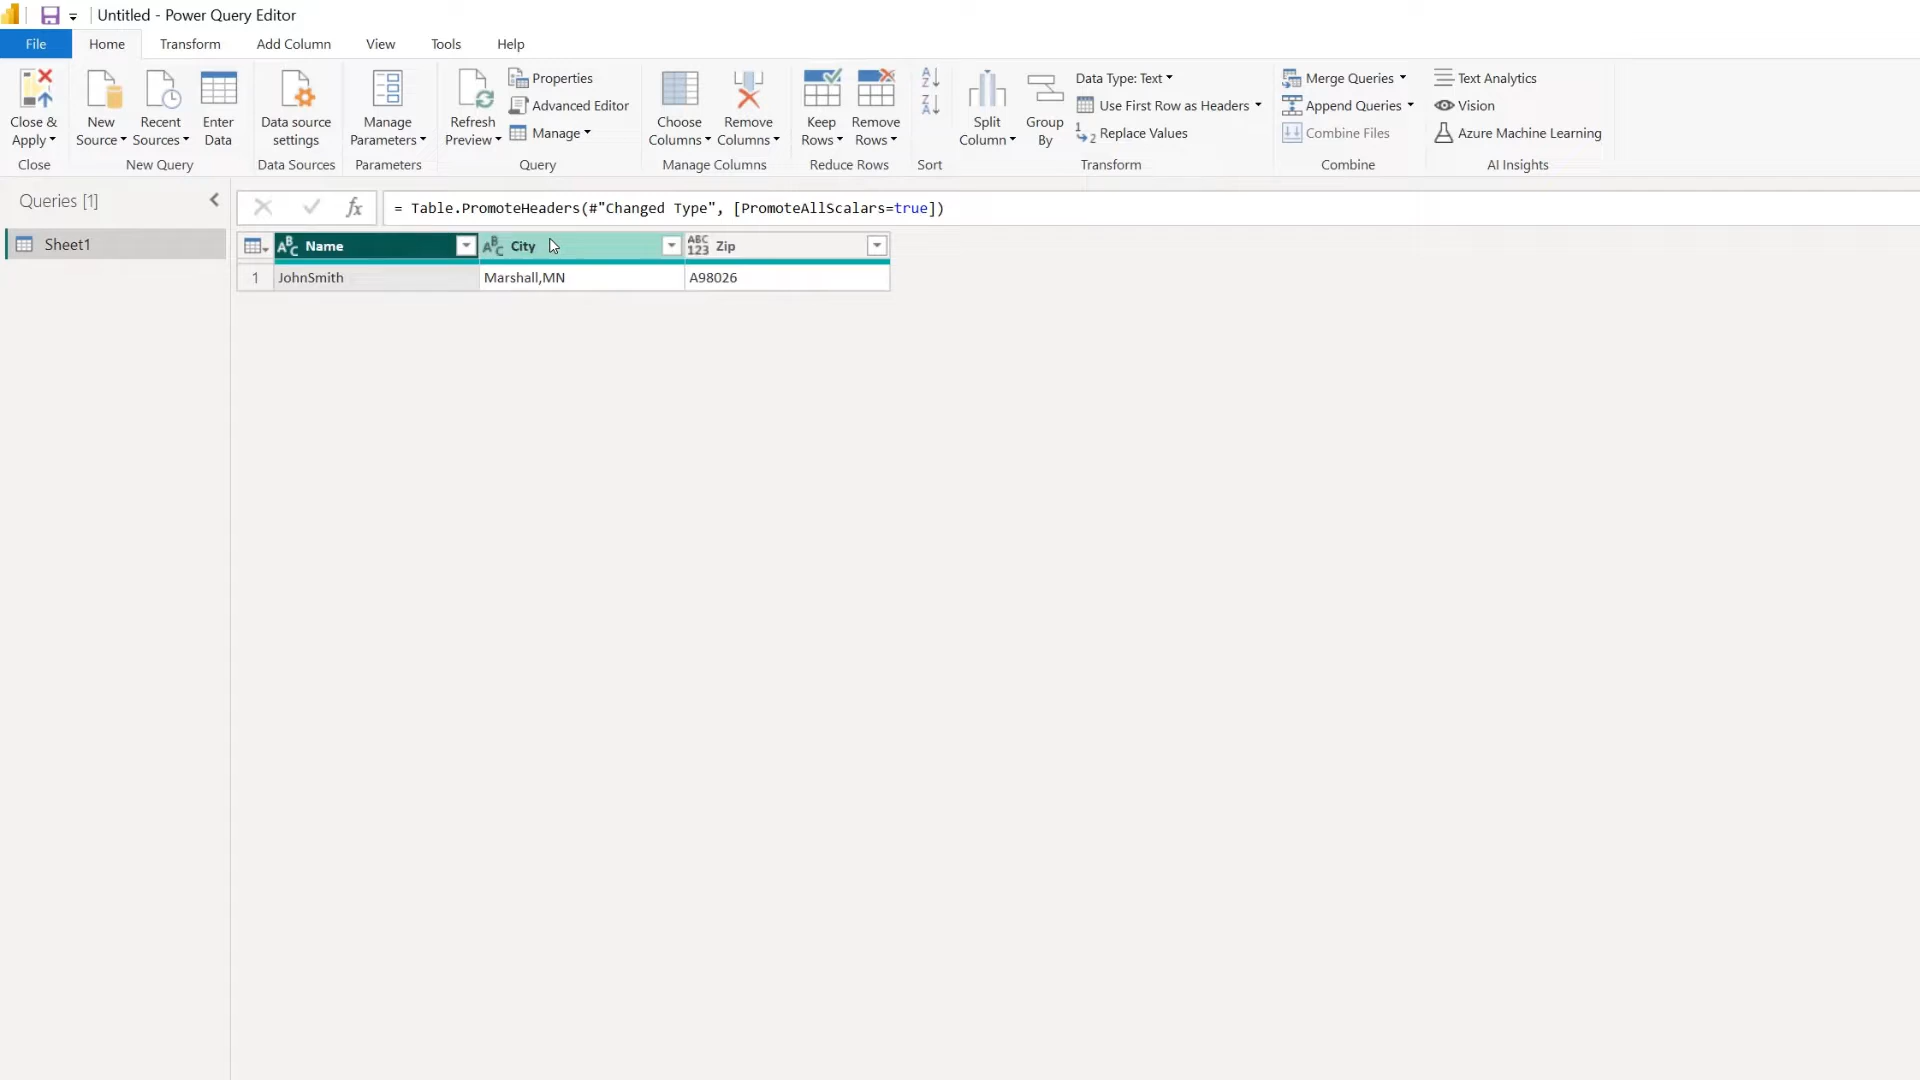 Untitled - Power Query Editor
File Home Transform Add Column View Tools Help
Close & Apply
New Source
Recent Sources
Enter Data
Data source settings
Manage Parameters
Refresh Preview
Properties
Advanced Editor
Manage
Choose Columns
Remove Columns
Keep Rows
Remove Rows
A Z
Z A
Split Column
Group By
Data Type: Text
Use First Row as Headers
1 2 Replace Values
Merge Queries
Append Queries
Combine Files
Text Analytics
Vision
Azure Machine Learning
Close New Query Data Sources Parameters Query Manage Columns Reduce Rows Sort Transform Combine AI Insights
Queries [1]
fx = Table.PromoteHeaders(#"Changed Type", [PromoteAllScalars=true])
Sheet1
ABC Name ABC City ABC 123 Zip
1 JohnSmith Marshall,MN A98026